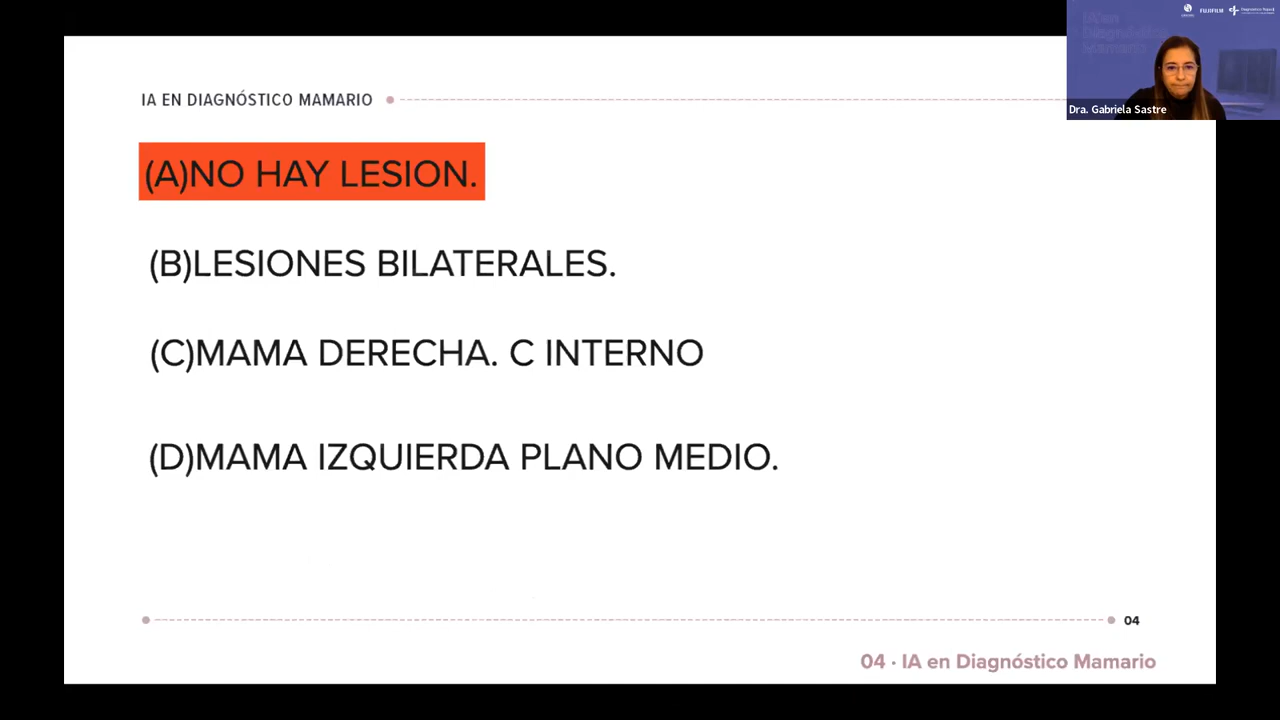 FUJIFILM
Dra. Gabriela Sastre
IA EN DIAGNÓSTICO MAMARIO
(A)NO HAY LESION.
(B)LESIONES BILATERALES.
(C)MAMA DERECHA. C INTERNO
(D)MAMA IZQUIERDA PLANO MEDIO.
04
04 · IA en Diagnóstico Mamario